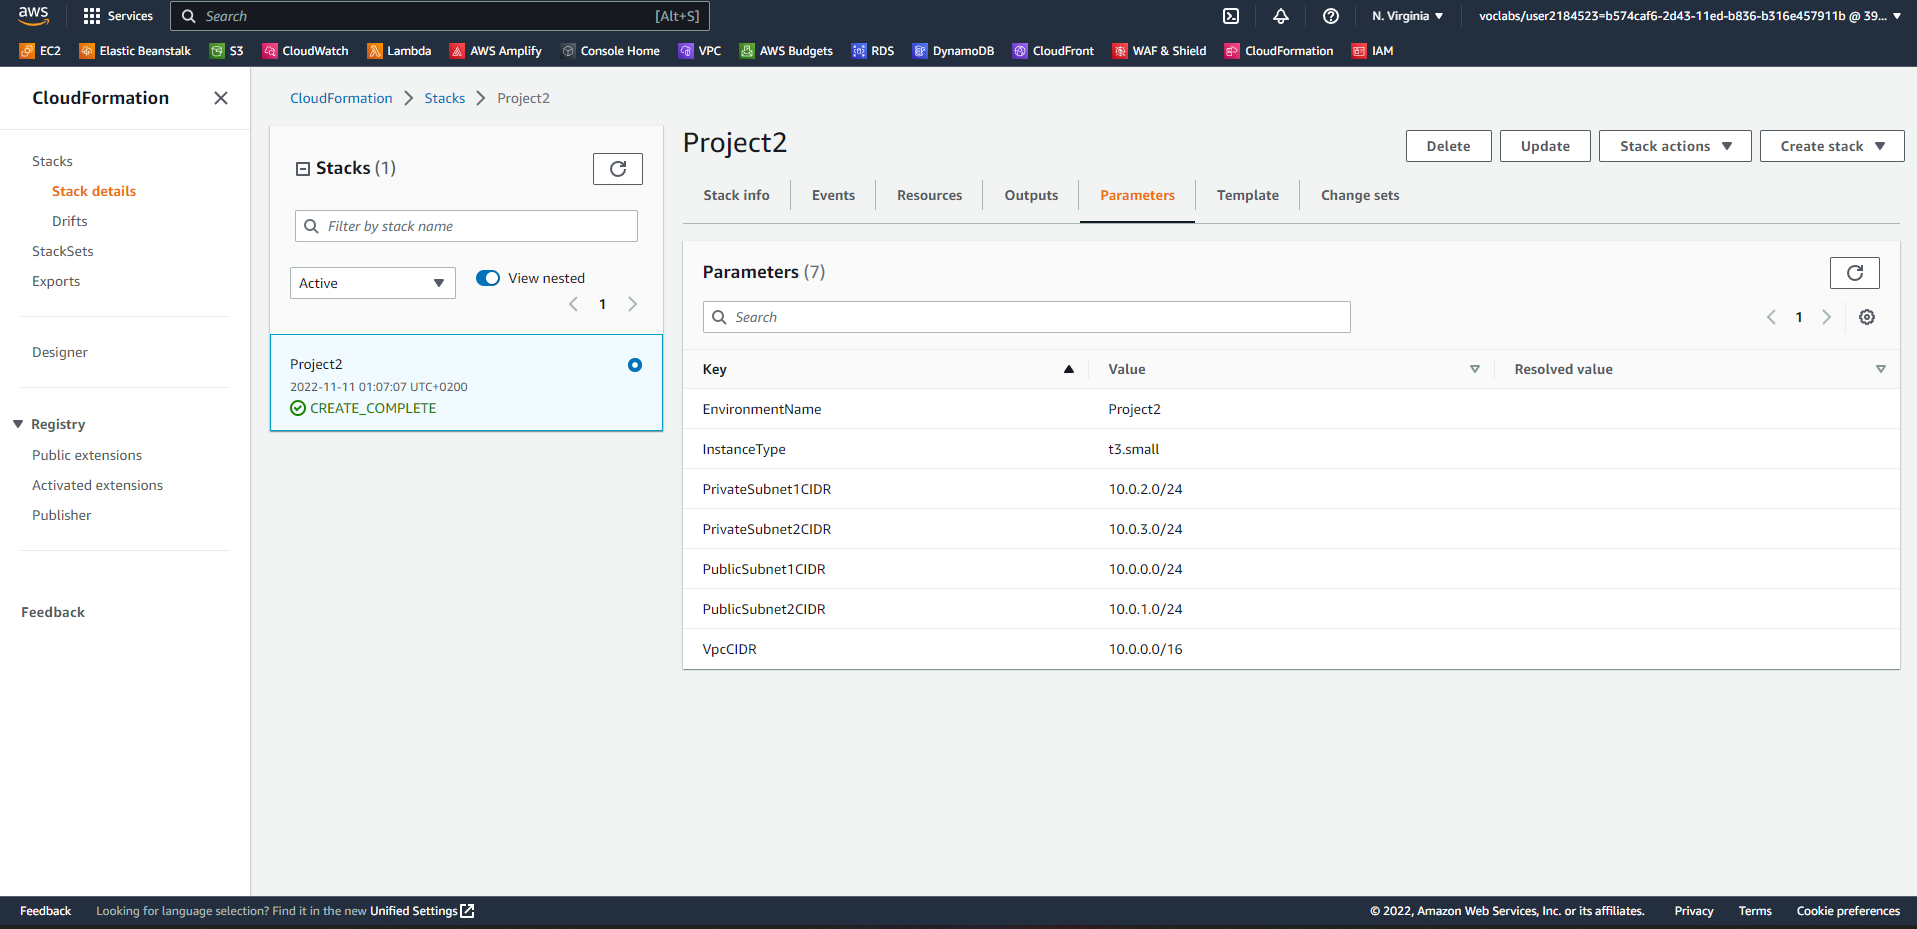 aws Services Search [Alt+S] N. Virginia voclabs/user2184523=b574caf6-2d43-11ed-b836-b316e457911b @ 39...
EC2 Elastic Beanstalk S3 CloudWatch Lambda AWS Amplify Console Home VPC AWS Budgets RDS DynamoDB CloudFront WAF & Shield CloudFormation IAM
CloudFormation
Stacks
Stack details
Drifts
StackSets
Exports
Designer
Registry
Public extensions
Activated extensions
Publisher
Feedback
CloudFormation Stacks Project2
Stacks (1)
Filter by stack name
Active View nested
1
Project2
2022-11-11 01:07:07 UTC+0200
CREATE_COMPLETE
Project2
Delete Update Stack actions Create stack
Stack info Events Resources Outputs Parameters Template Change sets
Parameters (7)
Search 1
Key Value Resolved value
EnvironmentName Project2
InstanceType t3.small
PrivateSubnet1CIDR 10.0.2.0/24
PrivateSubnet2CIDR 10.0.3.0/24
PublicSubnet1CIDR 10.0.0.0/24
PublicSubnet2CIDR 10.0.1.0/24
VpcCIDR 10.0.0.0/16
Feedback Looking for language selection? Find it in the new Unified Settings © 2022, Amazon Web Services, Inc. or its affiliates. Privacy Terms Cookie preferences